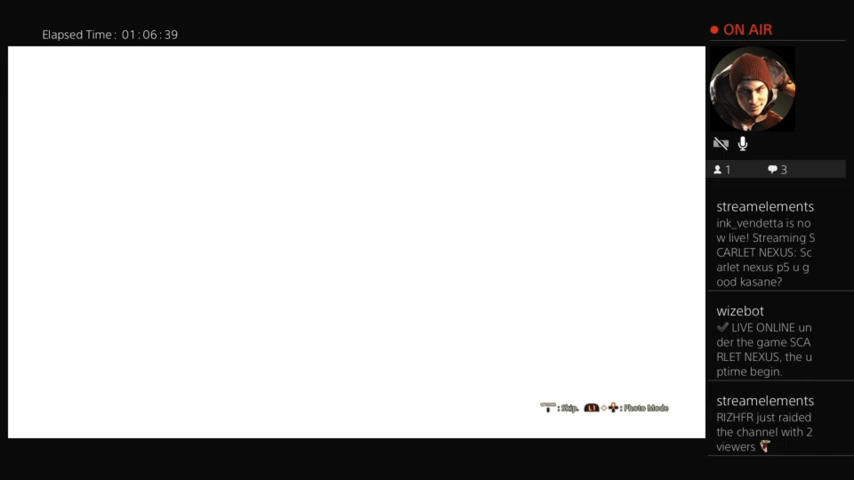 Elapsed Time: 01:06:39
ON AIR
1 3
streamelements
ink_vendetta is no
w live! Streaming S
CARLET NEXUS: Sc
arlet nexus p5 u g
ood kasane?
wizebot
LIVE ONLINE un
der the game SCA
RLET NEXUS, the u
ptime begin.
streamelements
RIZHFR just raided
the channel with 2
viewers
: Skip L1 + : Photo Mode